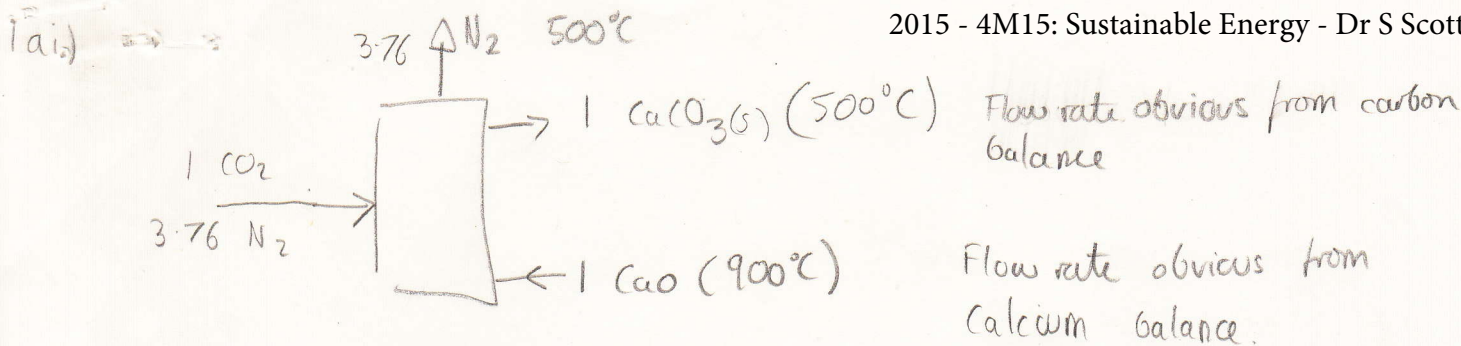 2015 - 4M15: Sustainable Energy - Dr S Scott
1 a i.)
3.76 N₂ 500°C
1 CaCO₃(s) (500°C) Flow rate obvious from carbon
balance
1 CO₂
3.76 N₂
1 CaO (900°C) Flow rate obvious from
Calcium balance.